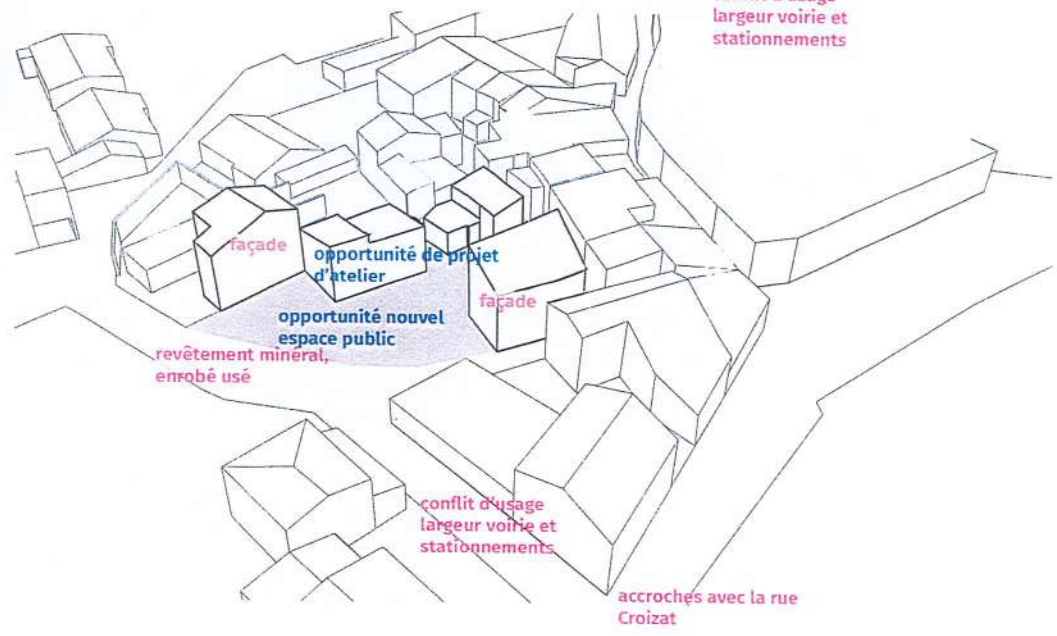 largeur voirie et
stationnements
façade
opportunité de projet
d'atelier
façade
opportunité nouvel
espace public
revêtement minéral,
enrobé usé
conflit d'usage
largeur voirie et
stationnements
accroches avec la rue
Croizat